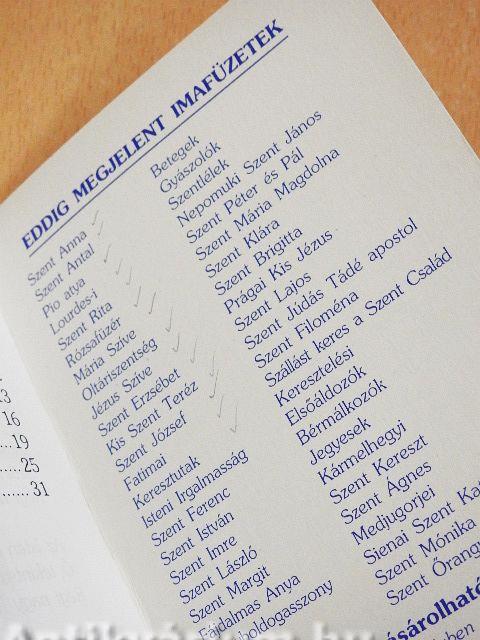 EDDIG MEGJELENT IMAFÜZETEK
Szent Anna
Szent Antal
Pio atya
Lourdes-i
Szent Rita
Rózsafüzér
Mária Szíve
Oltáriszentség
Jézus Szíve
Szent Erzsébet
Kis Szent Teréz
Szent József
Fatimai
Keresztutak
Isteni Irgalmasság
Szent Ferenc
Szent István
Szent Imre
Szent László
Szent Margit
Fájdalmas Anya
Betegek
Gyászolók
Szentlélek
Nepomuki Szent János
Szent Péter és Pál
Szent Mária Magdolna
Szent Klára
Szent Brigitta
Prágai Kis Jézus
Szent Lajos
Szent Júdás Tádé apostol
Szent Filoména
Szállást keres a Szent Család
Keresztelési
Elsőáldozók
Bérmálkozók
Jegyesek
Kármelhegyi
Szent Kereszt
Szent Ágnes
Medjugorjei
Sienai Szent
Szent Mónika
Szent
16
...19
.....25
......31